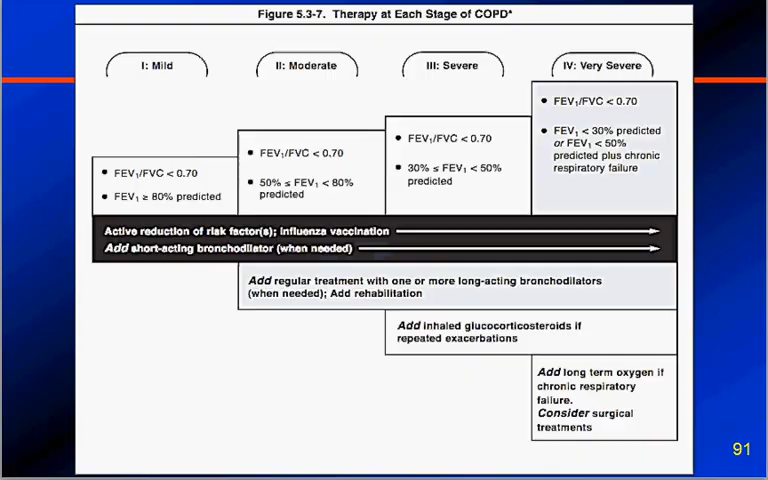 Figure 5.3-7. Therapy at Each Stage of COPD*
I: Mild
II: Moderate
III: Severe
IV: Very Severe
• FEV₁/FVC < 0.70
• FEV₁ ≥ 80% predicted
• FEV₁/FVC < 0.70
• 50% ≤ FEV₁ < 80%
predicted
• FEV₁/FVC < 0.70
• 30% ≤ FEV₁ < 50%
predicted
• FEV₁/FVC < 0.70
• FEV₁ < 30% predicted
or FEV₁ < 50%
predicted plus chronic
respiratory failure
Active reduction of risk factor(s); influenza vaccination
Add short-acting bronchodilator (when needed)
Add regular treatment with one or more long-acting bronchodilators
(when needed); Add rehabilitation
Add inhaled glucocorticosteroids if
repeated exacerbations
Add long term oxygen if
chronic respiratory
failure.
Consider surgical
treatments
91